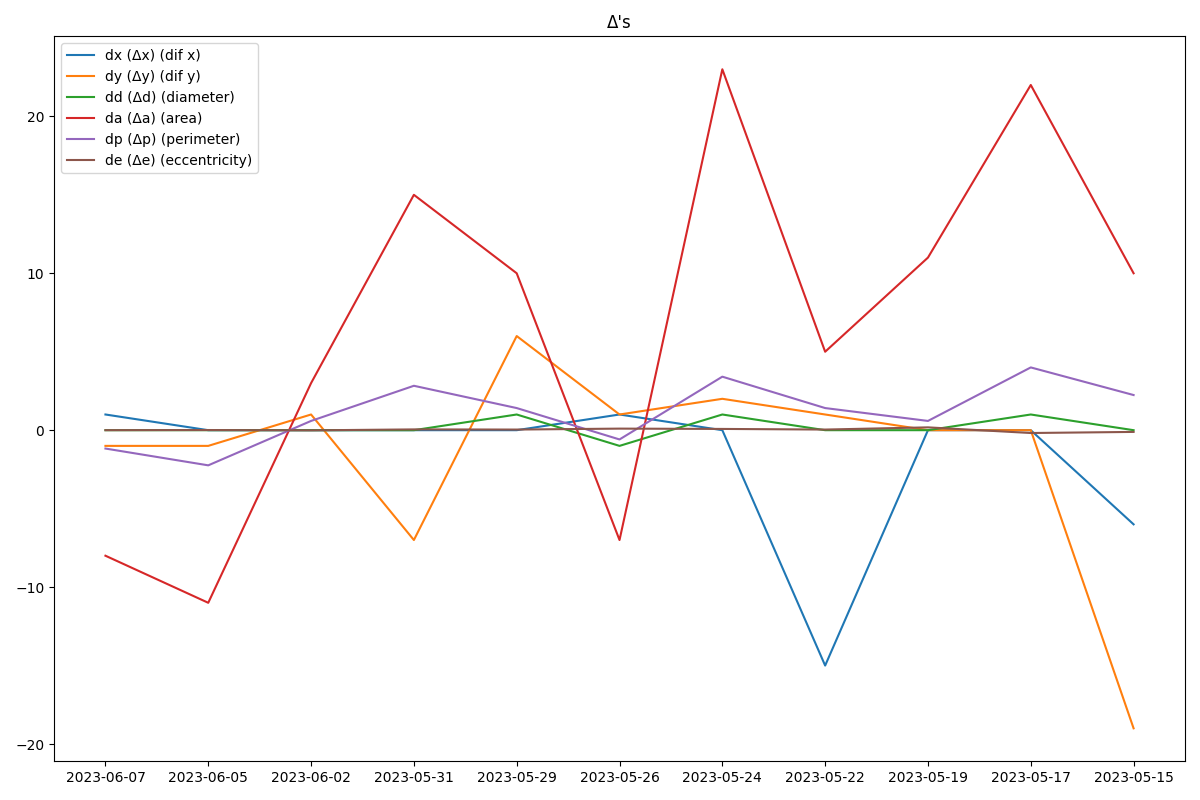 Δ's
dx (Δx) (dif x)
dy (Δy) (dif y)
dd (Δd) (diameter)
da (Δa) (area)
dp (Δp) (perimeter)
de (Δe) (eccentricity)
20
10
0
−10
−20
2023-06-07 2023-06-05 2023-06-02 2023-05-31 2023-05-29 2023-05-26 2023-05-24 2023-05-22 2023-05-19 2023-05-17 2023-05-15